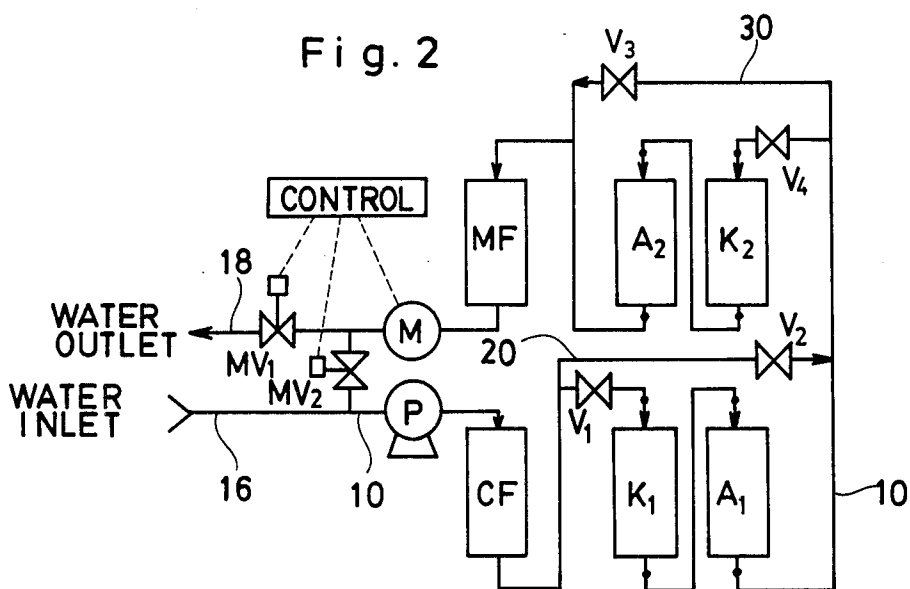 Fig. 2
V3
30
V4
CONTROL
MF
A2
K2
18
WATER
OUTLET
M
20
V2
MV1
MV2
WATER
INLET
P
V1
16
10
CF
K1
A1
10